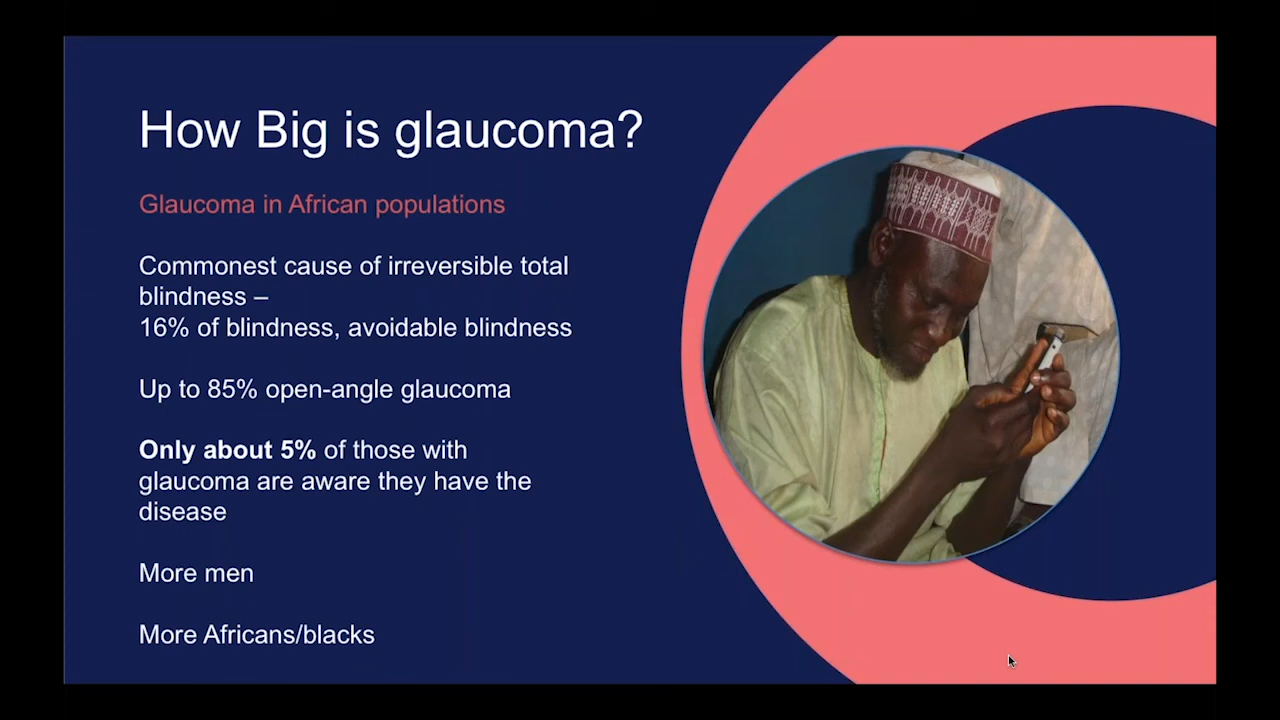 How Big is glaucoma?
Glaucoma in African populations
Commonest cause of irreversible total
blindness –
16% of blindness, avoidable blindness
Up to 85% open-angle glaucoma
Only about 5% of those with
glaucoma are aware they have the
disease
More men
More Africans/blacks